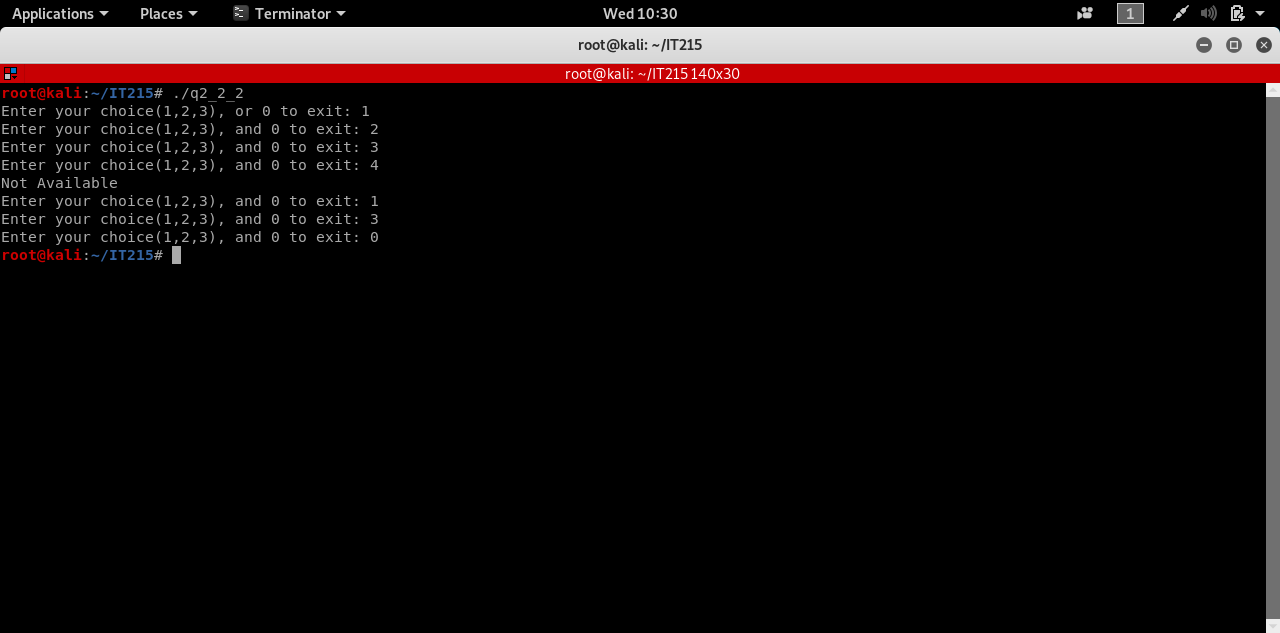 Applications Places Terminator Wed 10:30 1
root@kali: ~/IT215
root@kali: ~/IT215 140x30
root@kali:~/IT215# ./q2_2_2
Enter your choice(1,2,3), or 0 to exit: 1
Enter your choice(1,2,3), and 0 to exit: 2
Enter your choice(1,2,3), and 0 to exit: 3
Enter your choice(1,2,3), and 0 to exit: 4
Not Available
Enter your choice(1,2,3), and 0 to exit: 1
Enter your choice(1,2,3), and 0 to exit: 3
Enter your choice(1,2,3), and 0 to exit: 0
root@kali:~/IT215#